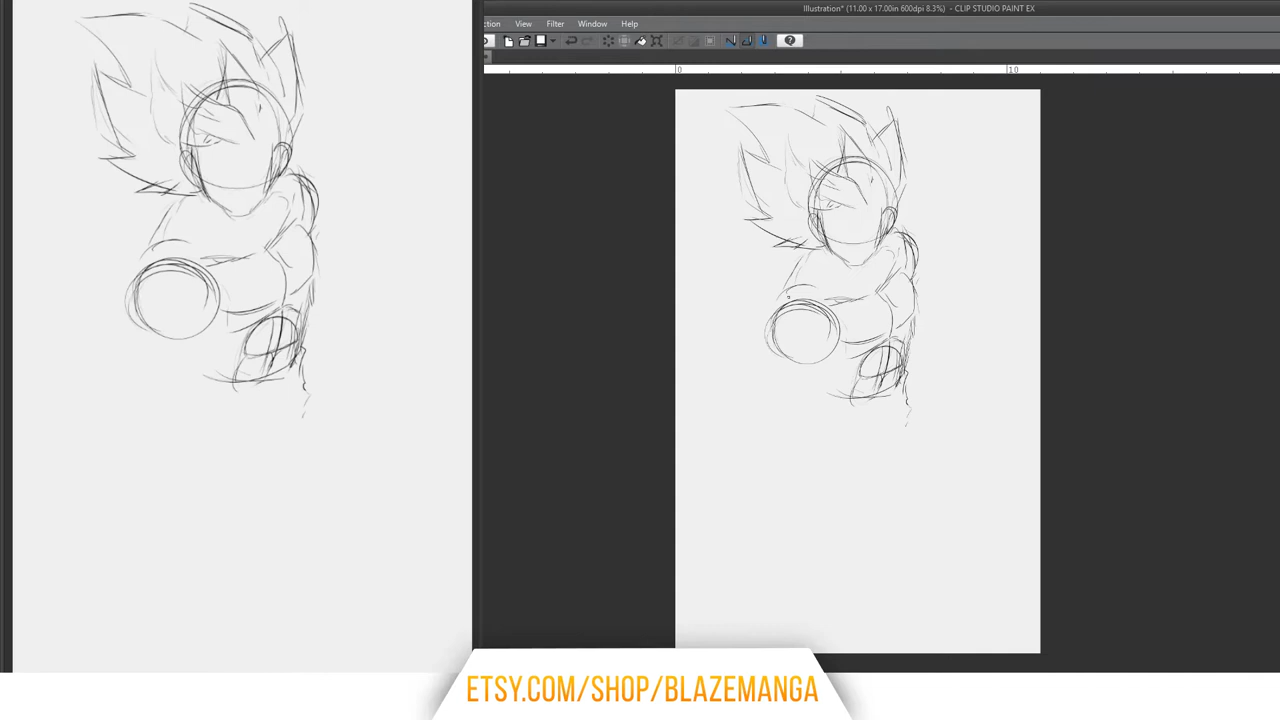 Illustration* (11.00 x 17.00in 600dpi 8.3%) - CLIP STUDIO PAINT EX
ction View Filter Window Help
0 10
ETSY.COM/SHOP/BLAZEMANGA